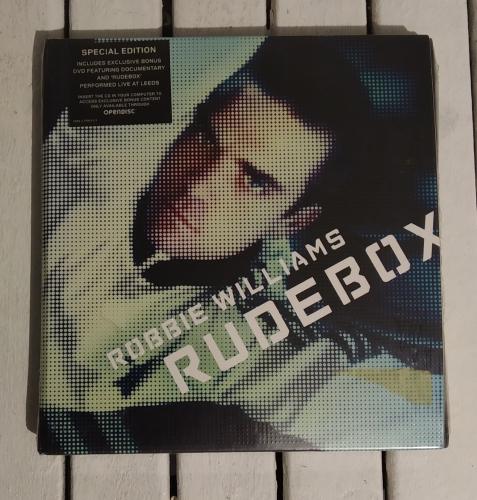 SPECIAL EDITION
INCLUDES EXCLUSIVE BONUS
DVD FEATURING DOCUMENTARY
AND 'RUDEBOX'
PERFORMED LIVE AT LEEDS
INSERT THE CD IN YOUR COMPUTER TO
ACCESS EXCLUSIVE BONUS CONTENT
ONLY AVAILABLE THROUGH
OPENDISC
ROBBIE WILLIAMS
RUDEBOX